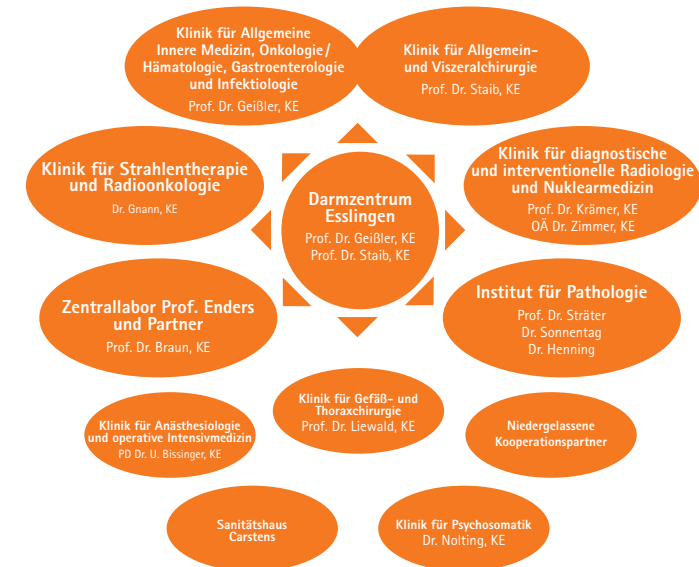 Klinik für Allgemeine
Innere Medizin, Onkologie/
Hämatologie, Gastroenterologie
und Infektiologie
Prof. Dr. Geißler, KE
Klinik für Allgemein-
und Viszeralchirurgie
Prof. Dr. Staib, KE
Klinik für Strahlentherapie
und Radioonkologie
Dr. Gnann, KE
Darmzentrum
Esslingen
Prof. Dr. Geißler, KE
Prof. Dr. Staib, KE
Klinik für diagnostische
und interventionelle Radiologie
und Nuklearmedizin
Prof. Dr. Krämer, KE
OÄ Dr. Zimmer, KE
Zentrallabor Prof. Enders
und Partner
Prof. Dr. Braun, KE
Institut für Pathologie
Prof. Dr. Sträter
Dr. Sonnentag
Dr. Henning
Klinik für Anästhesiologie
und operative Intensivmedizin
PD Dr. U. Bissinger, KE
Klinik für Gefäß- und
Thoraxchirurgie
Prof. Dr. Liewald, KE
Niedergelassene
Kooperationspartner
Sanitätshaus
Carstens
Klinik für Psychosomatik
Dr. Nolting, KE